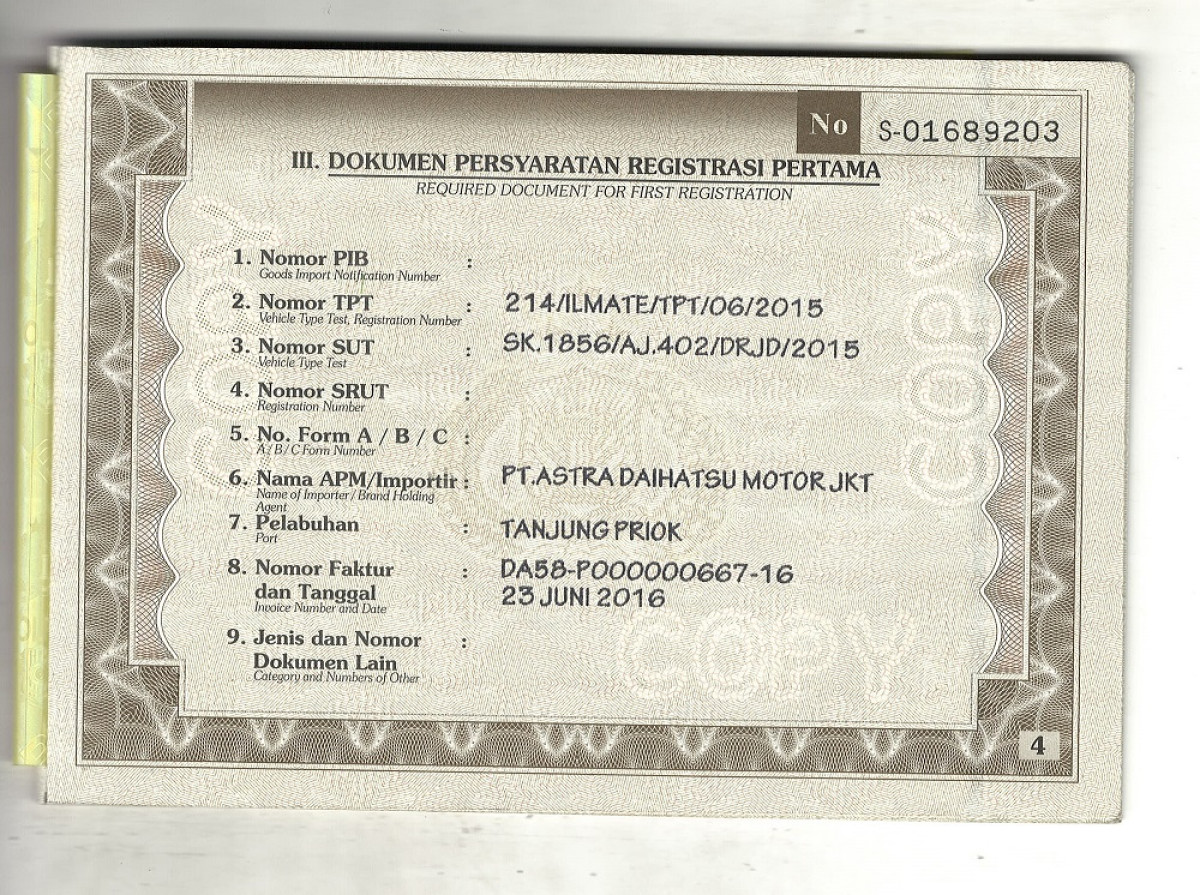 No S-01689203
III. DOKUMEN PERSYARATAN REGISTRASI PERTAMA
REQUIRED DOCUMENT FOR FIRST REGISTRATION
1. Nomor PIB :
Goods Import Notification Number
2. Nomor TPT : 214/ILMATE/TPT/06/2015
Vehicle Type Test, Registration Number
3. Nomor SUT : SK.1856/AJ.402/DRJD/2015
Vehicle Type Test
4. Nomor SRUT :
Registration Number
5. No. Form A / B / C :
A / B / C Form Number
6. Nama APM/Importir : PT.ASTRA DAIHATSU MOTOR JKT
Name of Importer / Brand Holding
Agent
7. Pelabuhan : TANJUNG PRIOK
Port
8. Nomor Faktur : DA58-P000000667-16
dan Tanggal 23 JUNI 2016
Invoice Number and Date
9. Jenis dan Nomor :
Dokumen Lain
Category and Numbers of Other
COPY
COPY
COPY
4